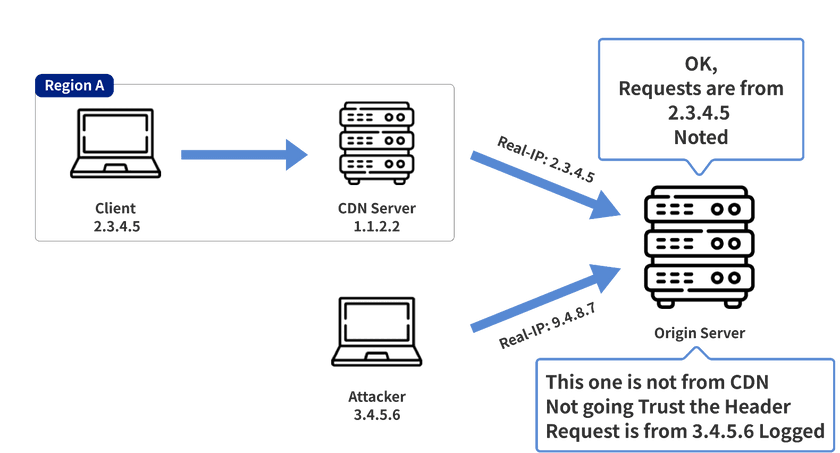 Region A
Client
2.3.4.5
CDN Server
1.1.2.2
Real-IP: 2.3.4.5
OK,
Requests are from
2.3.4.5
Noted
Origin Server
Attacker
3.4.5.6
Real-IP: 9.4.8.7
This one is not from CDN
Not going Trust the Header
Request is from 3.4.5.6 Logged